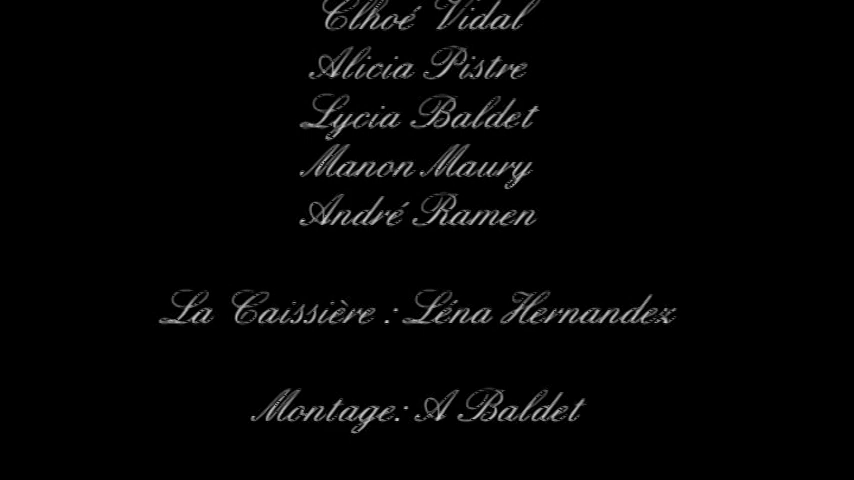 Clhoé Vidal
Alicia Pistre
Lycia Baldet
Manon Maury
André Ramen
La Caissière : Léna Hernandez
Montage: A Baldet